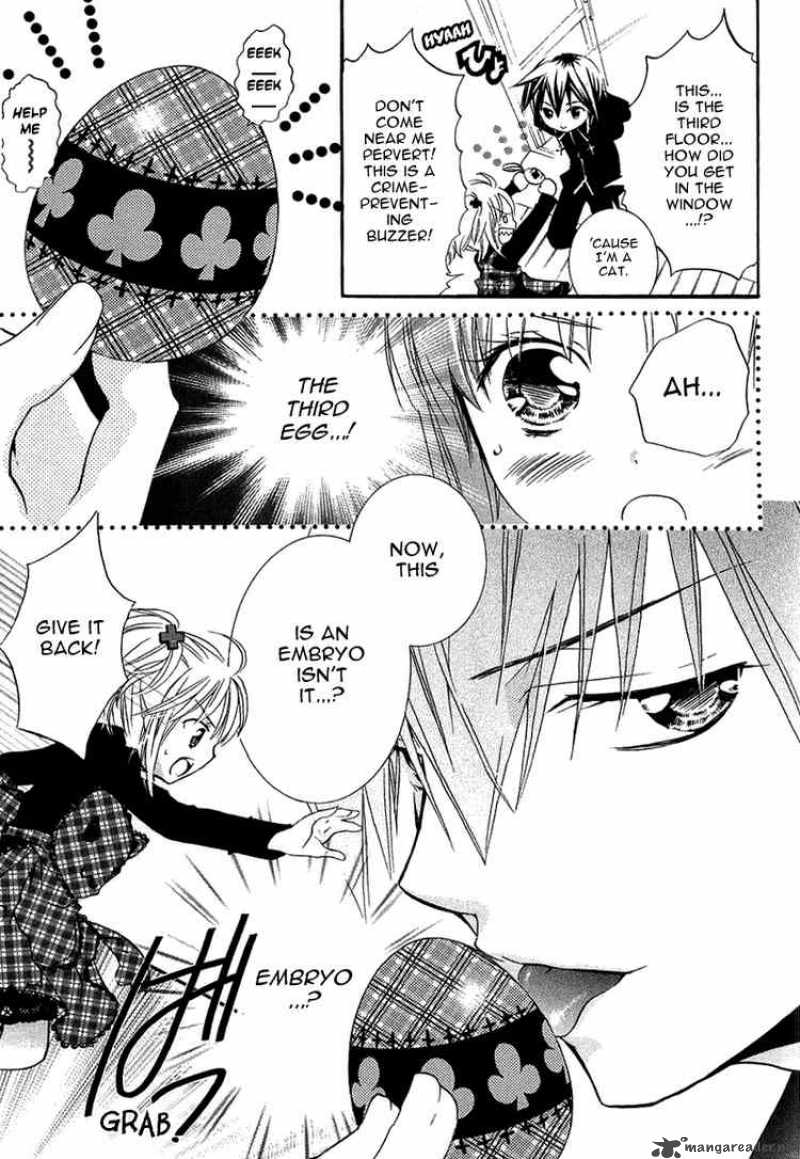 THIS...
IS THE
THIRD
FLOOR...
HOW DID
YOU GET
IN THE
WINDOW
...!?
'CAUSE
I'M A
CAT.
HYAAH
DON'T
COME
NEAR ME
PERVERT!
THIS IS
A
CRIME-
PREVENT-
ING
BUZZER!
EEEK
EEEK
HELP
ME
AH...
THE
THIRD
EGG...!
NOW,
THIS
IS AN
EMBRYO
ISN'T
IT...?
GIVE IT
BACK!
EMBRYO
...?
GRAB.
mangareader.net